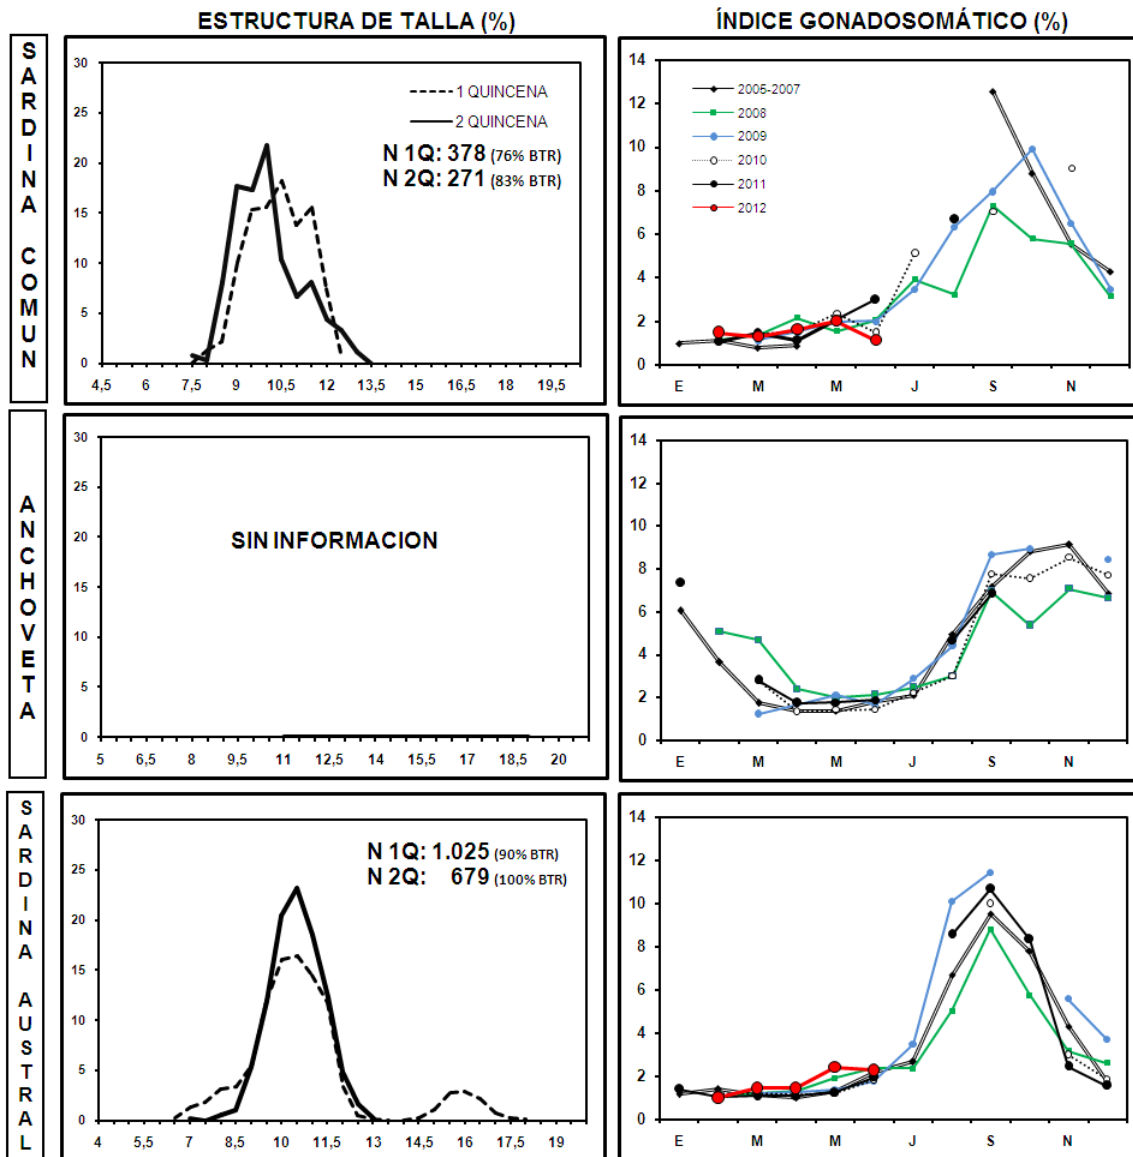 ESTRUCTURA DE TALLA (%)
ÍNDICE GONADOSOMÁTICO (%)
SARDINA COMUN
30
25
20
15
10
5
0
4,5 6 7,5 9 10,5 12 13,5 15 16,5 18 19,5
1 QUINCENA
2 QUINCENA
N 1Q: 378 (76% BTR)
N 2Q: 271 (83% BTR)
14
12
10
8
6
4
2
0
E M M J S N
2005-2007
2008
2009
2010
2011
2012
ANCHOVETA
30
25
20
15
10
5
0
5 6,5 8 9,5 11 12,5 14 15,5 17 18,5 20
SIN INFORMACION
14
12
10
8
6
4
2
0
E M M J S N
SARDINA AUSTRAL
30
25
20
15
10
5
0
4 5,5 7 8,5 10 11,5 13 14,5 16 17,5 19
N 1Q: 1.025 (90% BTR)
N 2Q: 679 (100% BTR)
14
12
10
8
6
4
2
0
E M M J S N